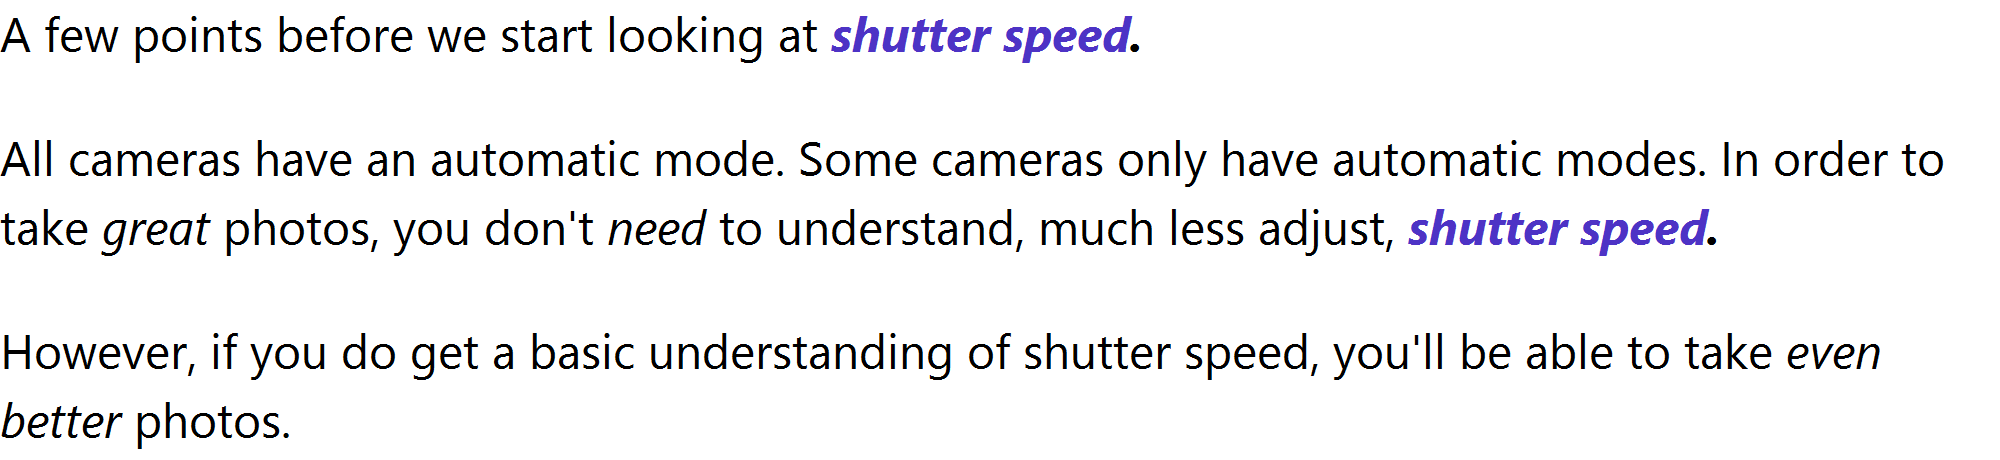 A few points before we start looking at shutter speed.
All cameras have an automatic mode. Some cameras only have automatic modes. In order to
take great photos, you don't need to understand, much less adjust, shutter speed.
However, if you do get a basic understanding of shutter speed, you'll be able to take even
better photos.